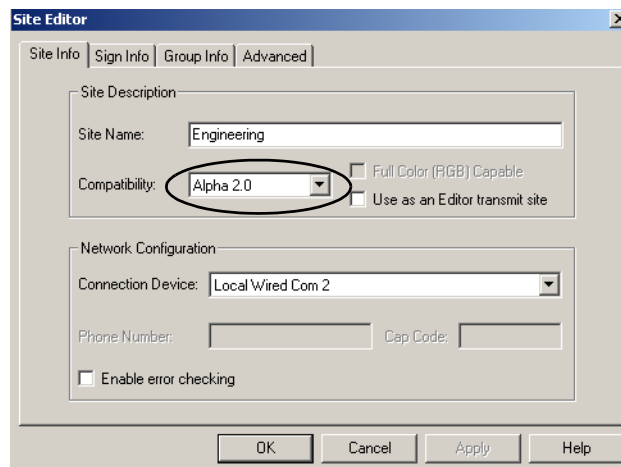 Site Editor
Site Info Sign Info Group Info Advanced
Site Description
Site Name: Engineering
Compatibility: Alpha 2.0
Full Color (RGB) Capable
Use as an Editor transmit site
Network Configuration
Connection Device: Local Wired Com 2
Phone Number: Cap Code:
Enable error checking
OK Cancel Apply Help